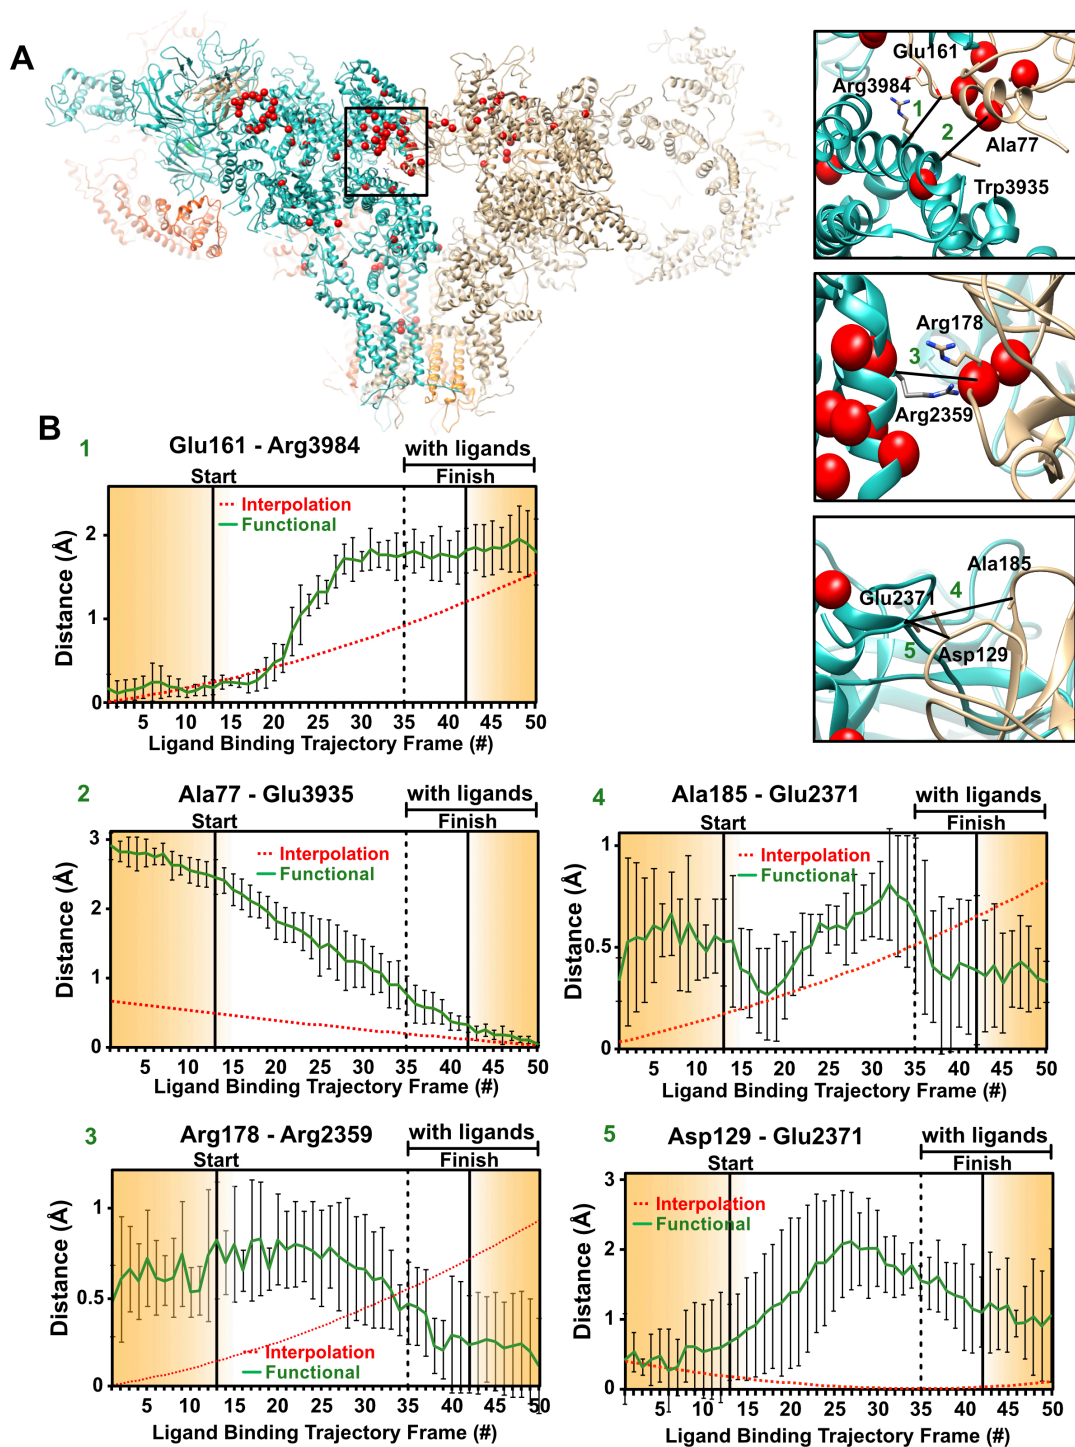 A
Glu161
Arg3984
1
2
Ala77
Trp3935
Arg178
3
Arg2359
Ala185
4
Glu2371
5
Asp129
B
1
Glu161 - Arg3984
with ligands
Start
Finish
Interpolation
Functional
Distance (Å)
2
1
0
5 10 15 20 25 30 35 40 45 50
Ligand Binding Trajectory Frame (#)
2
Ala77 - Glu3935
with ligands
Start
Finish
Interpolation
Functional
Distance (Å)
3
2
1
0
5 10 15 20 25 30 35 40 45 50
Ligand Binding Trajectory Frame (#)
4
Ala185 - Glu2371
with ligands
Start
Finish
Interpolation
Functional
Distance (Å)
1
0.5
0
5 10 15 20 25 30 35 40 45 50
Ligand Binding Trajectory Frame (#)
3
Arg178 - Arg2359
with ligands
Start
Finish
Interpolation
Functional
Distance (Å)
1
0.5
0
5 10 15 20 25 30 35 40 45 50
Ligand Binding Trajectory Frame (#)
5
Asp129 - Glu2371
with ligands
Start
Finish
Interpolation
Functional
Distance (Å)
3
2
1
0
5 10 15 20 25 30 35 40 45 50
Ligand Binding Trajectory Frame (#)